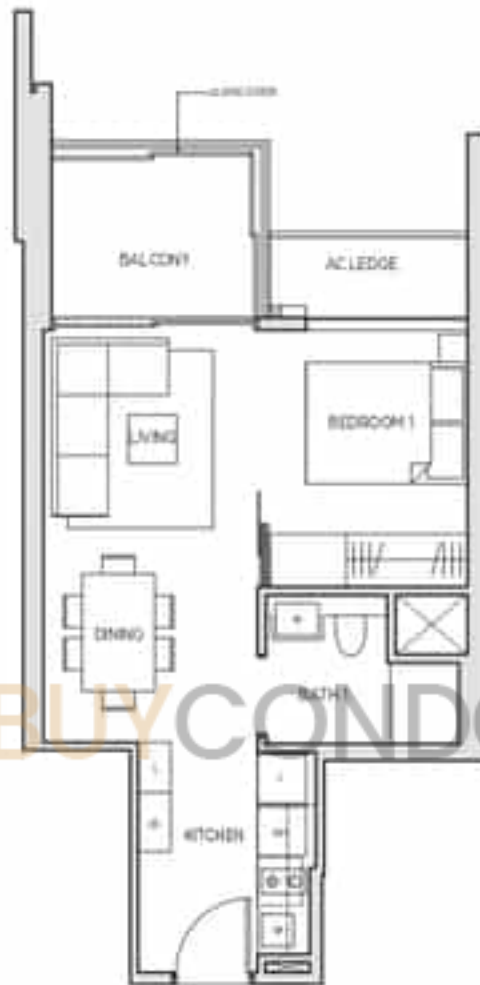 BALCONY
AC LEDGE
LIVING
BEDROOM 1
DINING
BATH 1
BUYCONDO
KITCHEN